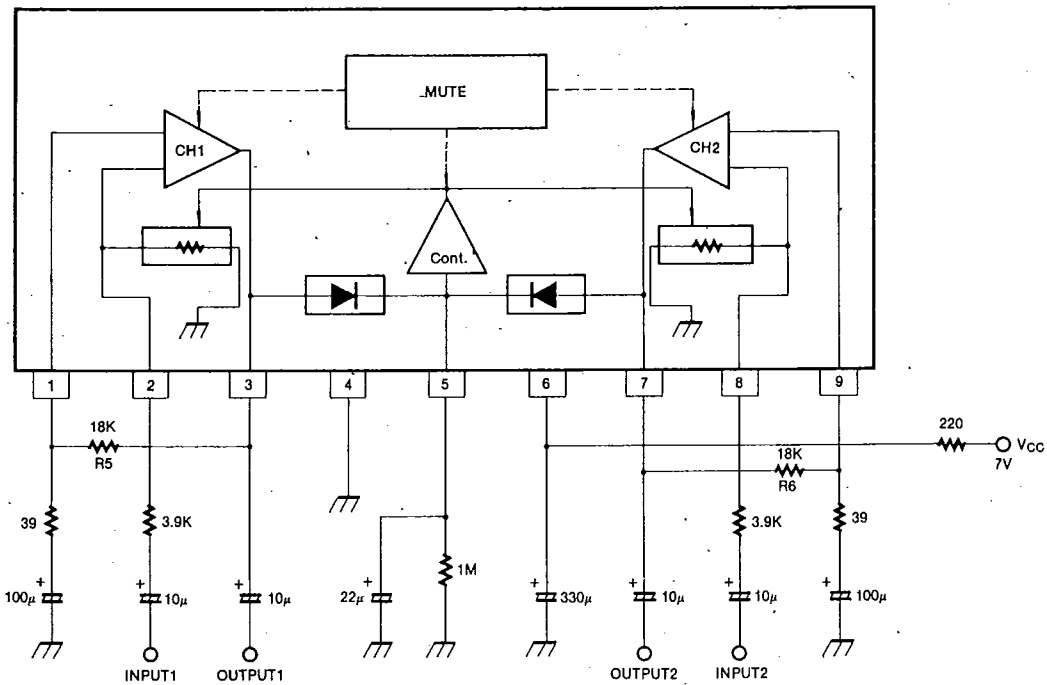 MUTE
CH1
CH2
Cont.
1 2 3 4 5 6 7 8 9
18K
R5
220
VCC
7V
18K
R6
39
3.9K
3.9K
39
1M
100μ
10μ
10μ
22μ
330μ
10μ
10μ
100μ
INPUT1
OUTPUT1
OUTPUT2
INPUT2